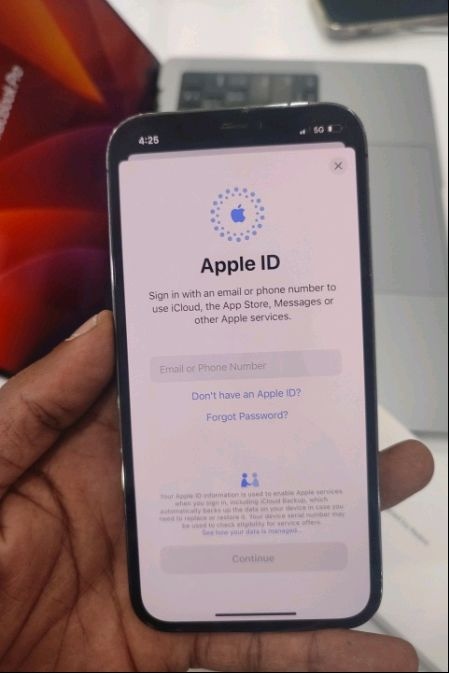 4:25
5G
Apple ID
Sign in with an email or phone number to
use iCloud, the App Store, Messages or
other Apple services.
Email or Phone Number
Don't have an Apple ID?
Forgot Password?
Your Apple ID information is used to enable Apple services
when you sign in, including iCloud Backup, which
automatically backs up the data on your device in case you
need to replace or restore it. Your device serial number may
be used to check eligibility for service offers.
See how your data is managed...
Continue